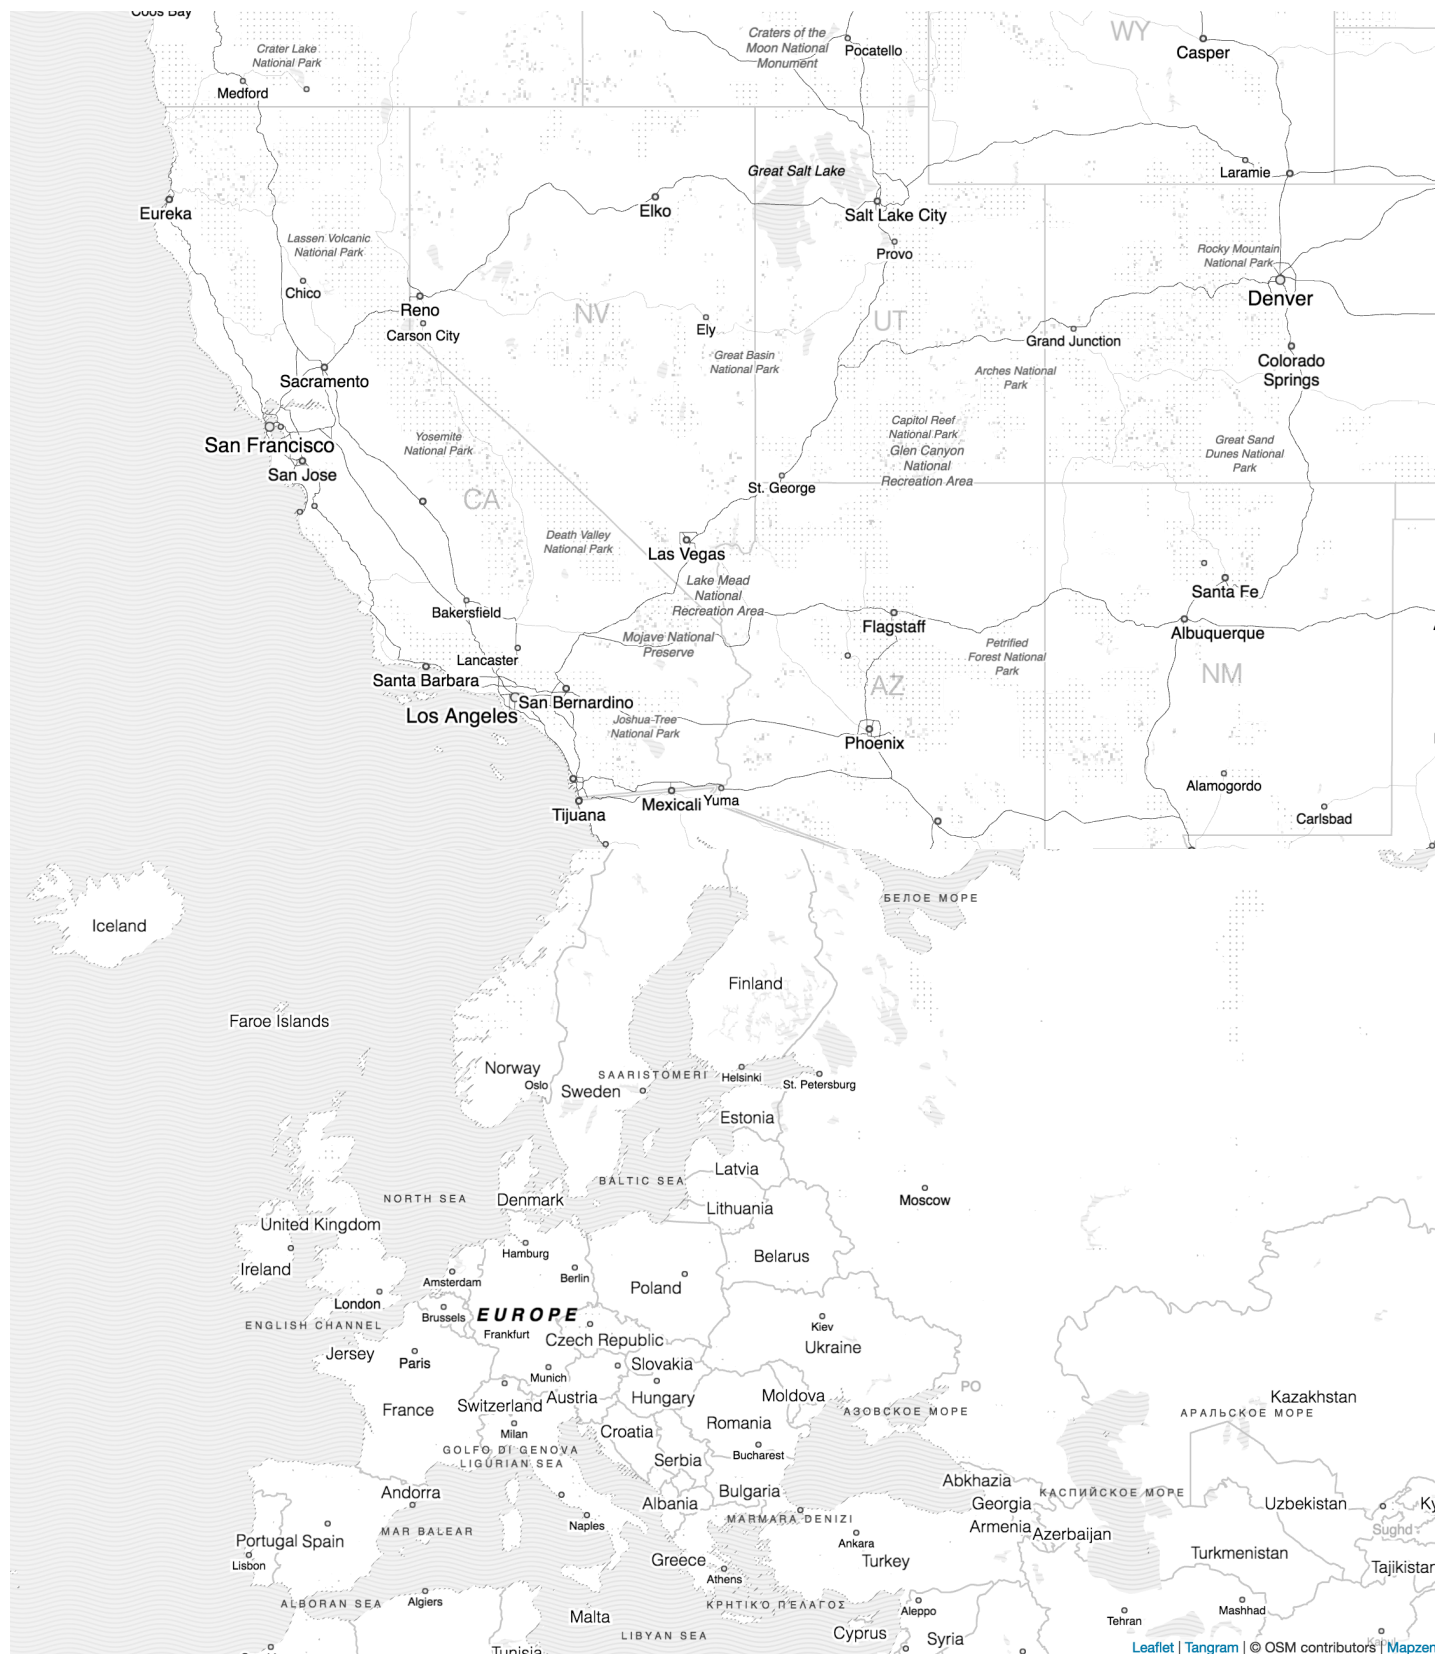 Coos Bay
Crater Lake
National Park
Medford
Craters of the
Moon National
Monument
Pocatello
WY
Casper
Great Salt Lake
Laramie
Eureka
Elko
Salt Lake City
Provo
Lassen Volcanic
National Park
Rocky Mountain
National Park
Chico
Reno
Carson City
NV
Ely
UT
Denver
Grand Junction
Great Basin
National Park
Arches National
Park
Colorado
Springs
Sacramento
San Francisco
San Jose
Yosemite
National Park
Capitol Reef
National Park
Glen Canyon
National
Recreation Area
Great Sand
Dunes National
Park
St. George
CA
Death Valley
National Park
Las Vegas
Lake Mead
National
Recreation Area
Santa Fe
Bakersfield
Flagstaff
Albuquerque
Mojave National
Preserve
Petrified
Forest National
Park
Lancaster
Santa Barbara
San Bernardino
Los Angeles
AZ
NM
Joshua Tree
National Park
Phoenix
Alamogordo
Tijuana
Mexicali
Yuma
Carlsbad
Iceland
БЕЛОЕ МОРЕ
Finland
Faroe Islands
Norway
Oslo
SAARISTOMERI
Helsinki
St. Petersburg
Sweden
Estonia
Latvia
BALTIC SEA
NORTH SEA
Denmark
Lithuania
Moscow
United Kingdom
Hamburg
Belarus
Ireland
Amsterdam
Berlin
Poland
London
Brussels
EUROPE
Kiev
ENGLISH CHANNEL
Frankfurt
Czech Republic
Ukraine
Jersey
Paris
Slovakia
Munich
РО
France
Switzerland
Austria
Hungary
Moldova
Kazakhstan
АЗОВСКОЕ МОРЕ
АРАЛЬСКОЕ МОРЕ
Milan
Croatia
Romania
GOLFO DI GENOVA
LIGURIAN SEA
Serbia
Bucharest
Andorra
Bulgaria
Abkhazia
КАСПИЙСКОЕ МОРЕ
Albania
Georgia
Uzbekistan
Ky
MARMARA DENIZI
Naples
MAR BALEAR
Armenia
Azerbaijan
Sughd
Portugal
Spain
Ankara
Greece
Turkey
Turkmenistan
Tajikistan
Lisbon
Athens
ALBORAN SEA
Algiers
ΚΡΗΤΙΚΌ ΠΈΛΑΓΟΣ
Aleppo
Tehran
Mashhad
Malta
LIBYAN SEA
Cyprus
Syria
Tunisia
Leaflet | Tangram | © OSM contributors | Mapzen